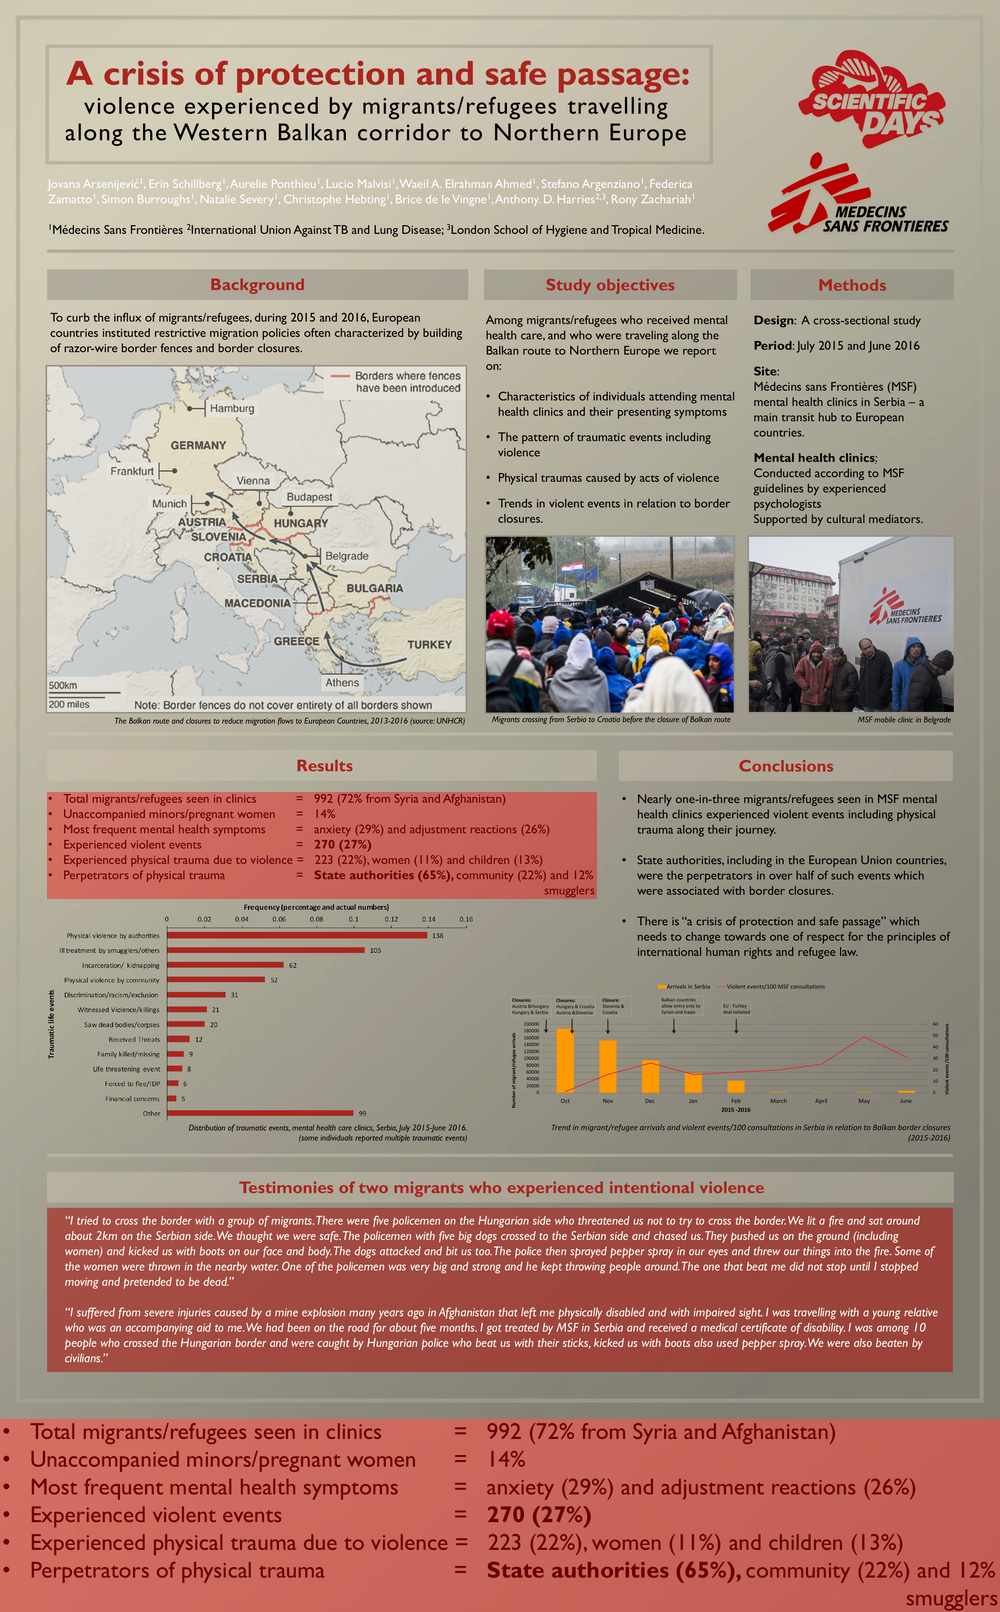 A crisis of protection and safe passage:
violence experienced by migrants/refugees travelling
along the Western Balkan corridor to Northern Europe
SCIENTIFIC
DAYS
MEDECINS
SANS FRONTIERES
Jovana Arsenijević¹, Erin Schillberg¹, Aurelie Ponthieu¹, Lucio Malvisi¹, Waeil A. Elrahman Ahmed¹, Stefano Argenziano¹, Federica
Zamatto¹, Simon Burroughs¹, Natalie Severy¹, Christophe Hebting¹, Brice de le Vingne¹, Anthony. D. Harries²,³, Rony Zachariah¹
¹Médecins Sans Frontières ²International Union Against TB and Lung Disease; ³London School of Hygiene and Tropical Medicine.
Background
To curb the influx of migrants/refugees, during 2015 and 2016, European
countries instituted restrictive migration policies often characterized by building
of razor-wire border fences and border closures.
Borders where fences
have been introduced
Hamburg
GERMANY
Frankfurt
Vienna
Munich
Budapest
AUSTRIA
HUNGARY
SLOVENIA
CROATIA
Belgrade
SERBIA
BULGARIA
MACEDONIA
GREECE
TURKEY
Athens
500km
200 miles
Note: Border fences do not cover entirety of all borders shown
The Balkan route and closures to reduce migration flows to European Countries, 2013-2016 (source: UNHCR)
Study objectives
Among migrants/refugees who received mental
health care, and who were traveling along the
Balkan route to Northern Europe we report
on:
• Characteristics of individuals attending mental
health clinics and their presenting symptoms
• The pattern of traumatic events including
violence
• Physical traumas caused by acts of violence
• Trends in violent events in relation to border
closures.
Migrants crossing from Serbia to Croatia before the closure of Balkan route
Methods
Design: A cross-sectional study
Period: July 2015 and June 2016
Site:
Médecins sans Frontières (MSF)
mental health clinics in Serbia – a
main transit hub to European
countries.
Mental health clinics;
Conducted according to MSF
guidelines by experienced
psychologists
Supported by cultural mediators.
MEDECINS
SANS FRONTIERES
MSF mobile clinic in Belgrade
Results
• Total migrants/refugees seen in clinics = 992 (72% from Syria and Afghanistan)
• Unaccompanied minors/pregnant women = 14%
• Most frequent mental health symptoms = anxiety (29%) and adjustment reactions (26%)
• Experienced violent events = 270 (27%)
• Experienced physical trauma due to violence = 223 (22%), women (11%) and children (13%)
• Perpetrators of physical trauma = State authorities (65%), community (22%) and 12%
smugglers
Frequency (percentage and actual numbers)
0 0.02 0.04 0.06 0.08 0.1 0.12 0.14 0.16
Traumatic life events
Physical violence by authorities 138
Ill treatment by smugglers/others 105
Incarceration/ kidnapping 62
Physical violence by community 52
Discrimination/racism/exclusion 31
Witnessed Violence/killings 21
Saw dead bodies/corpses 20
Received Threats 12
Family killed/missing 9
Life threatening event 8
Forced to flee/IDP 6
Financial concerns 5
Other 99
Distribution of traumatic events, mental health care clinics, Serbia, July 2015-June 2016.
(some individuals reported multiple traumatic events)
Conclusions
• Nearly one-in-three migrants/refugees seen in MSF mental
health clinics experienced violent events including physical
trauma along their journey.
• State authorities, including in the European Union countries,
were the perpetrators in over half of such events which
were associated with border closures.
• There is “a crisis of protection and safe passage” which
needs to change towards one of respect for the principles of
international human rights and refugee law.
Arrivals in Serbia Violent events/100 MSF consultations
Closures:
Austria &Hungary
Hungary & Serbia
Closures:
Hungary & Croatia
Austria &Slovenia
Closure:
Slovenia &
Croatia
Balkan countries
allow entry only to
Syrian and Iraqis
EU - Turkey
deal initiated
Number of migrant/refugee arrivals
200000
180000
160000
140000
120000
100000
80000
60000
40000
20000
0
60
50
40
30
20
10
0
Violent events /100 consultations
Oct Nov Dec Jan Feb March April May June
2015 -2016
Trend in migrant/refugee arrivals and violent events/100 consultations in Serbia in relation to Balkan border closures
(2015-2016)
Testimonies of two migrants who experienced intentional violence
“I tried to cross the border with a group of migrants. There were five policemen on the Hungarian side who threatened us not to try to cross the border. We lit a fire and sat around
about 2km on the Serbian side. We thought we were safe. The policemen with five big dogs crossed to the Serbian side and chased us. They pushed us on the ground (including
women) and kicked us with boots on our face and body. The dogs attacked and bit us too. The police then sprayed pepper spray in our eyes and threw our things into the fire. Some of
the women were thrown in the nearby water. One of the policemen was very big and strong and he kept throwing people around. The one that beat me did not stop until I stopped
moving and pretended to be dead.”
“I suffered from severe injuries caused by a mine explosion many years ago in Afghanistan that left me physically disabled and with impaired sight. I was travelling with a young relative
who was an accompanying aid to me. We had been on the road for about five months. I got treated by MSF in Serbia and received a medical certificate of disability. I was among 10
people who crossed the Hungarian border and were caught by Hungarian police who beat us with their sticks, kicked us with boots also used pepper spray. We were also beaten by
civilians.”
• Total migrants/refugees seen in clinics = 992 (72% from Syria and Afghanistan)
• Unaccompanied minors/pregnant women = 14%
• Most frequent mental health symptoms = anxiety (29%) and adjustment reactions (26%)
• Experienced violent events = 270 (27%)
• Experienced physical trauma due to violence = 223 (22%), women (11%) and children (13%)
• Perpetrators of physical trauma = State authorities (65%), community (22%) and 12%
smugglers